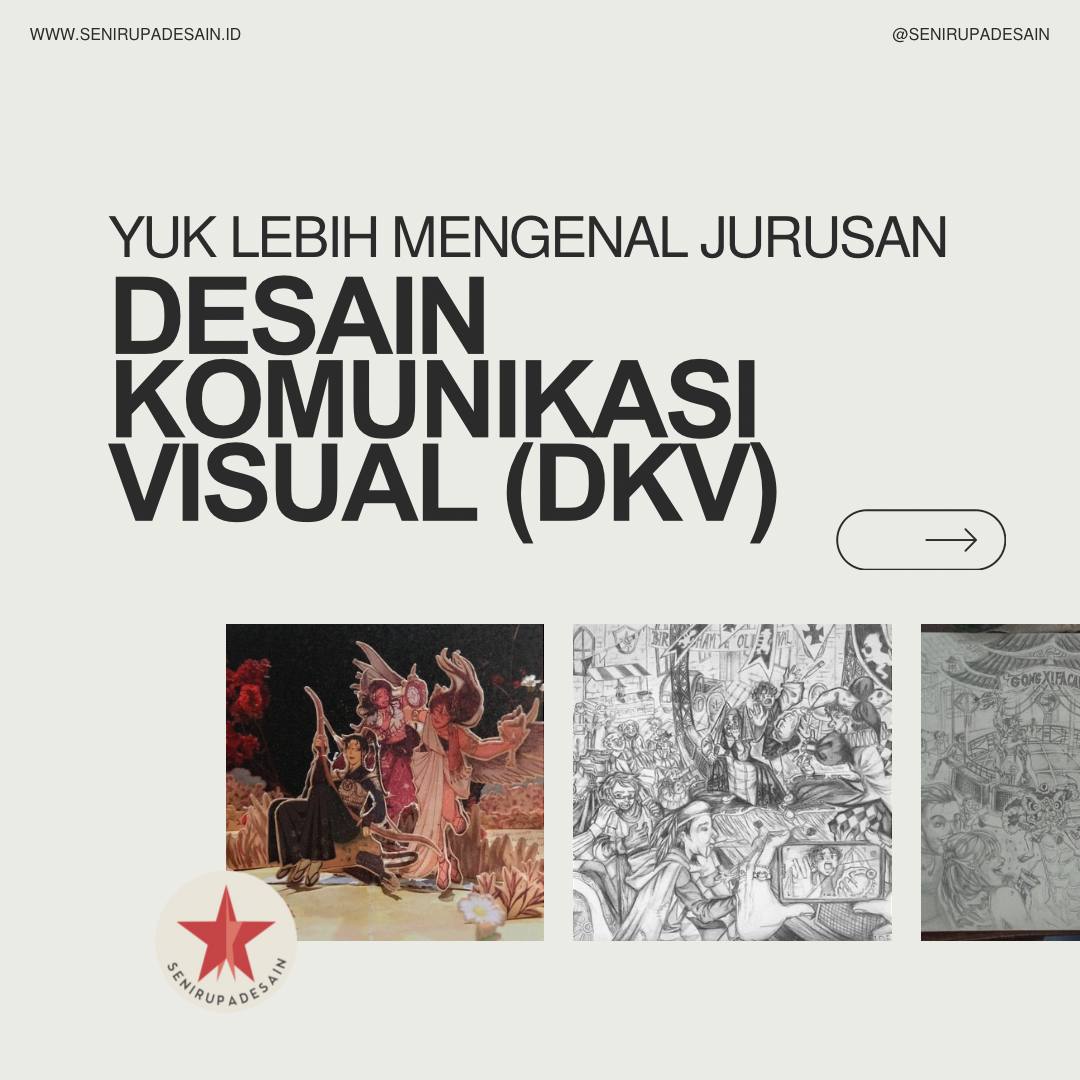 WWW.SENIRUPADESAIN.ID
@SENIRUPADESAIN
YUK LEBIH MENGENAL JURUSAN
DESAIN
KOMUNIKASI
VISUAL (DKV)
SENIRUPADESAIN